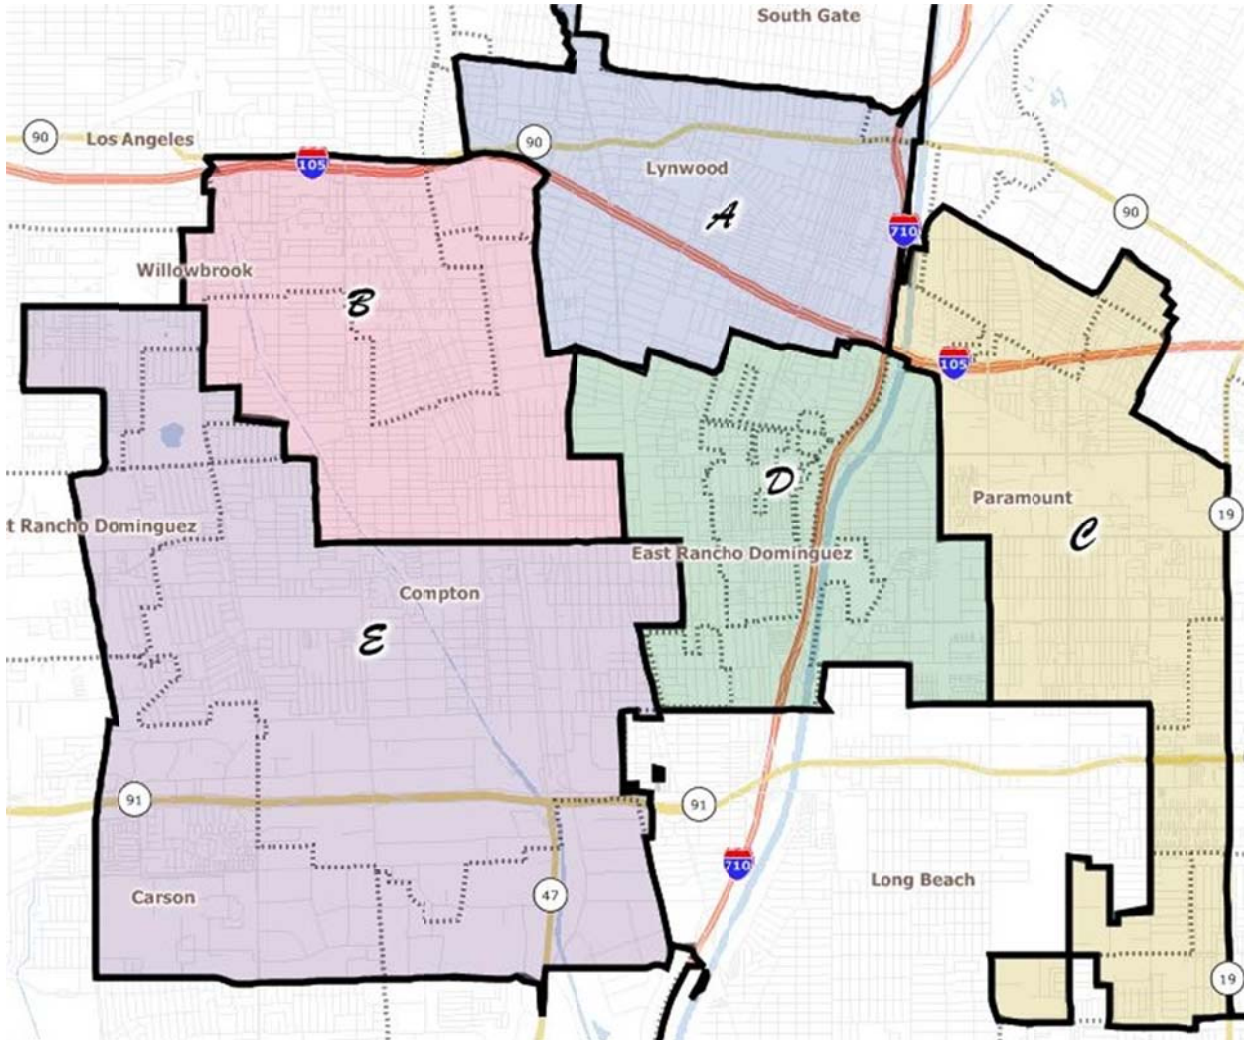 South Gate
90
Los Angeles
90
105
Lynwood
A
90
710
Willowbrook
B
105
D
Paramount
C
19
t Rancho Dominguez
East Rancho Dominguez
Compton
E
91
91
710
Long Beach
Carson
47
19